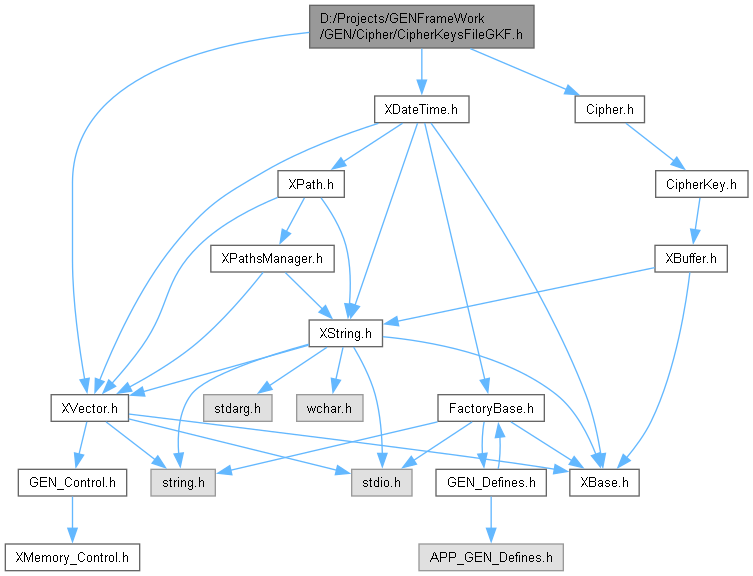 D:/Projects/GENFrameWork
/GEN/Cipher/CipherKeysFileGKF.h
XDateTime.h
Cipher.h
XPath.h
CipherKey.h
XPathsManager.h
XBuffer.h
XString.h
XVector.h
stdarg.h
wchar.h
FactoryBase.h
GEN_Control.h
string.h
stdio.h
GEN_Defines.h
XBase.h
XMemory_Control.h
APP_GEN_Defines.h